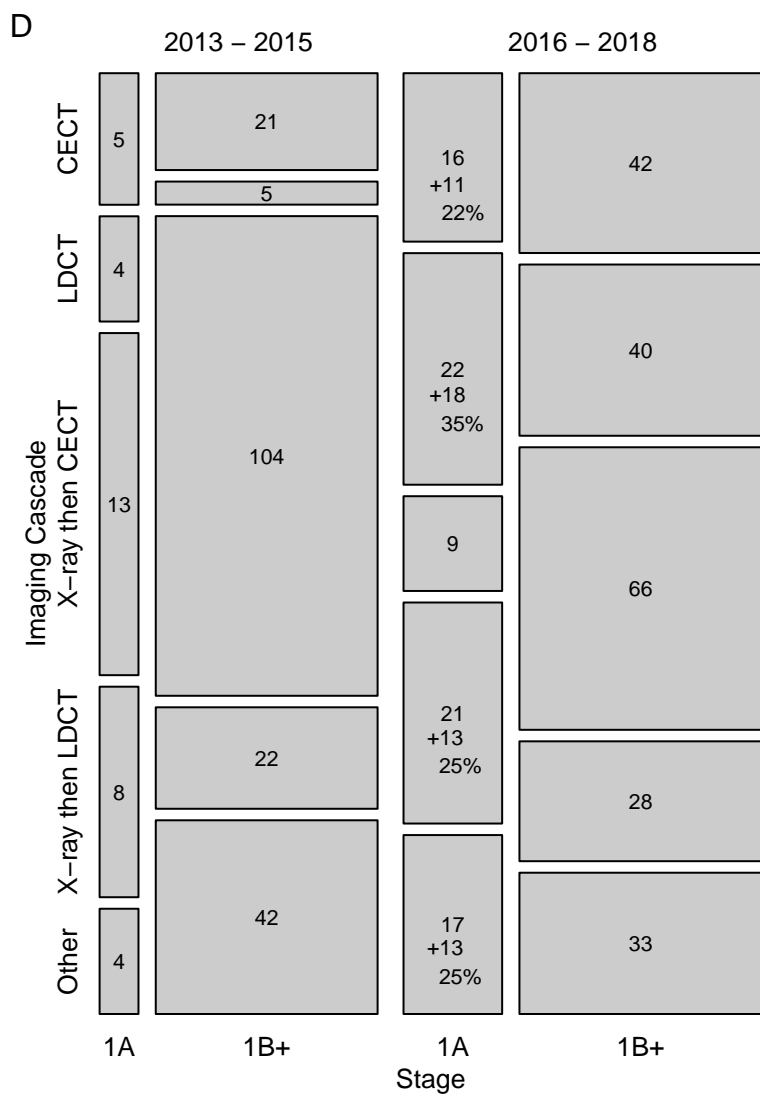 D
2013 – 2015
2016 – 2018
CECT
LDCT
X−ray then CECT
X−ray then LDCT
Other
Imaging Cascade
5
4
13
8
4
21
5
104
22
42
16
+11
22%
22
+18
35%
9
21
+13
25%
17
+13
25%
42
40
66
28
33
1A
1B+
1A
1B+
Stage